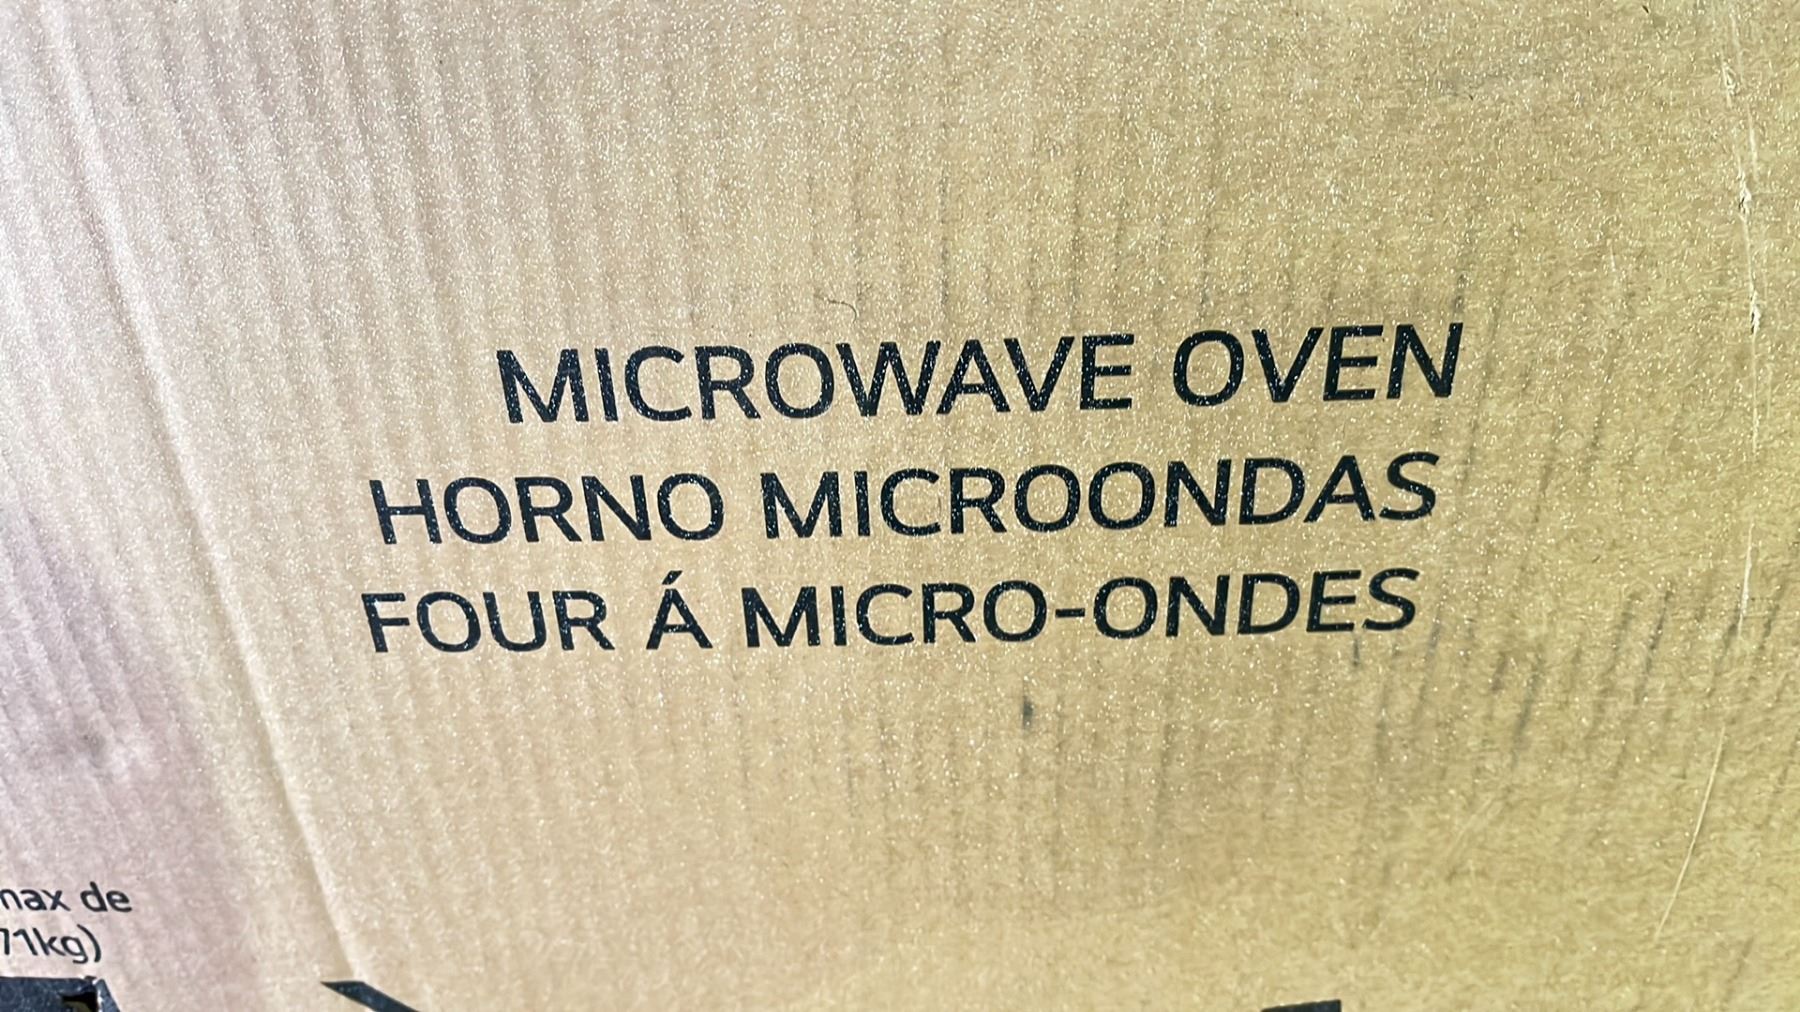 MICROWAVE OVEN
HORNO MICROONDAS
FOUR Á MICRO-ONDES
max de
71kg)